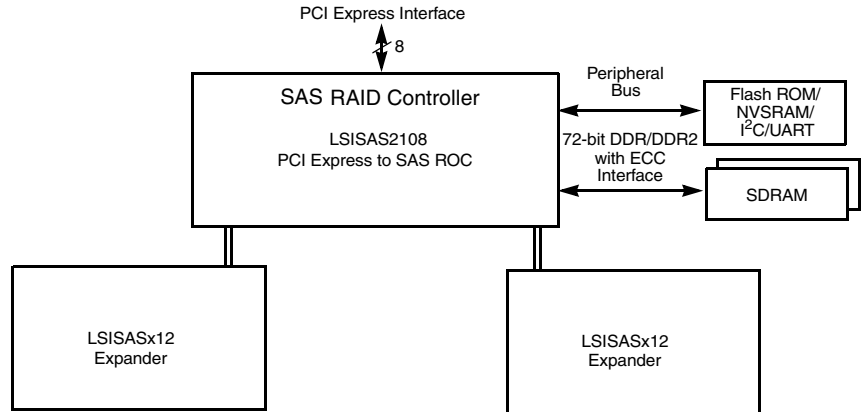 PCI Express Interface
8
SAS RAID Controller
LSISAS2108
PCI Express to SAS ROC
Peripheral
Bus
Flash ROM/
NVSRAM/
I²C/UART
72-bit DDR/DDR2
with ECC
Interface
SDRAM
LSISASx12
Expander
LSISASx12
Expander